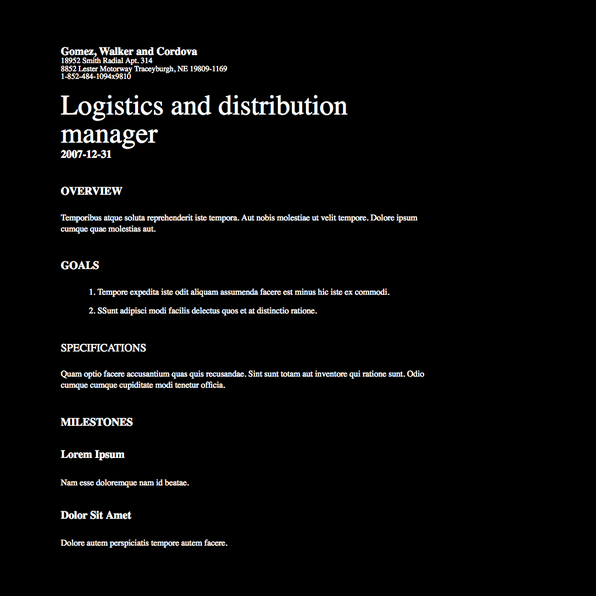 Gomez, Walker and Cordova
18952 Smith Radial Apt. 314
8852 Lester Motorway Traceyburgh, NE 19809-1169
1-852-484-1094x9810
Logistics and distribution
manager
2007-12-31
OVERVIEW
Temporibus atque soluta reprehenderit iste tempora. Aut nobis molestiae ut velit tempore. Dolore ipsum
cumque quae molestias aut.
GOALS
1. Tempore expedita iste odit aliquam assumenda facere est minus hic iste ex commodi.
2. SSunt adipisci modi facilis delectus quos et at distinctio ratione.
SPECIFICATIONS
Quam optio facere accusantium quas quis recusandae. Sint sunt totam aut inventore qui ratione sunt. Odio
cumque cumque cupiditate modi tenetur officia.
MILESTONES
Lorem Ipsum
Nam esse doloremque nam id beatae.
Dolor Sit Amet
Dolore autem perspiciatis tempore autem facere.